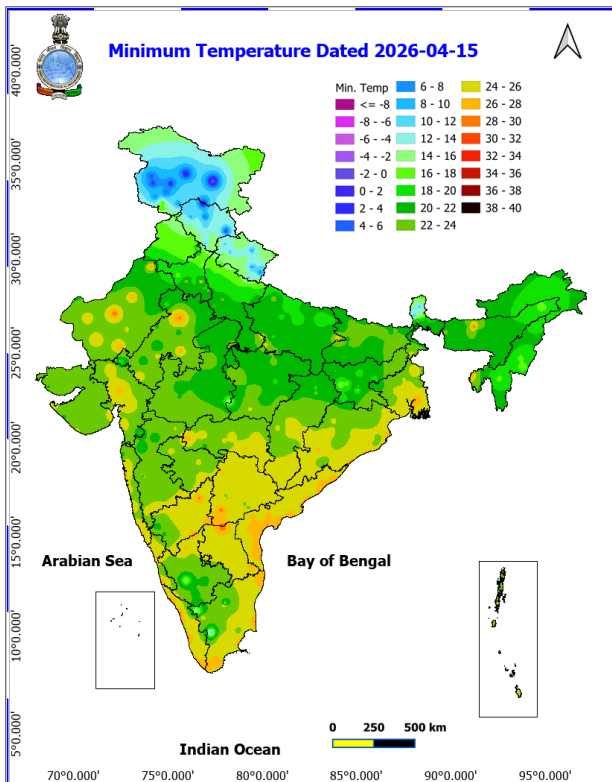 Minimum Temperature Dated 2026-04-15
Min. Temp
<= -8
-8 - -6
-6 - -4
-4 - -2
-2 - 0
0 - 2
2 - 4
4 - 6
6 - 8
8 - 10
10 - 12
12 - 14
14 - 16
16 - 18
18 - 20
20 - 22
22 - 24
24 - 26
26 - 28
28 - 30
30 - 32
32 - 34
34 - 36
36 - 38
38 - 40
40°0.000'
35°0.000'
30°0.000'
25°0.000'
20°0.000'
15°0.000'
10°0.000'
5°0.000'
Arabian Sea
Bay of Bengal
Indian Ocean
0 250 500 km
70°0.000' 75°0.000' 80°0.000' 85°0.000' 90°0.000' 95°0.000'